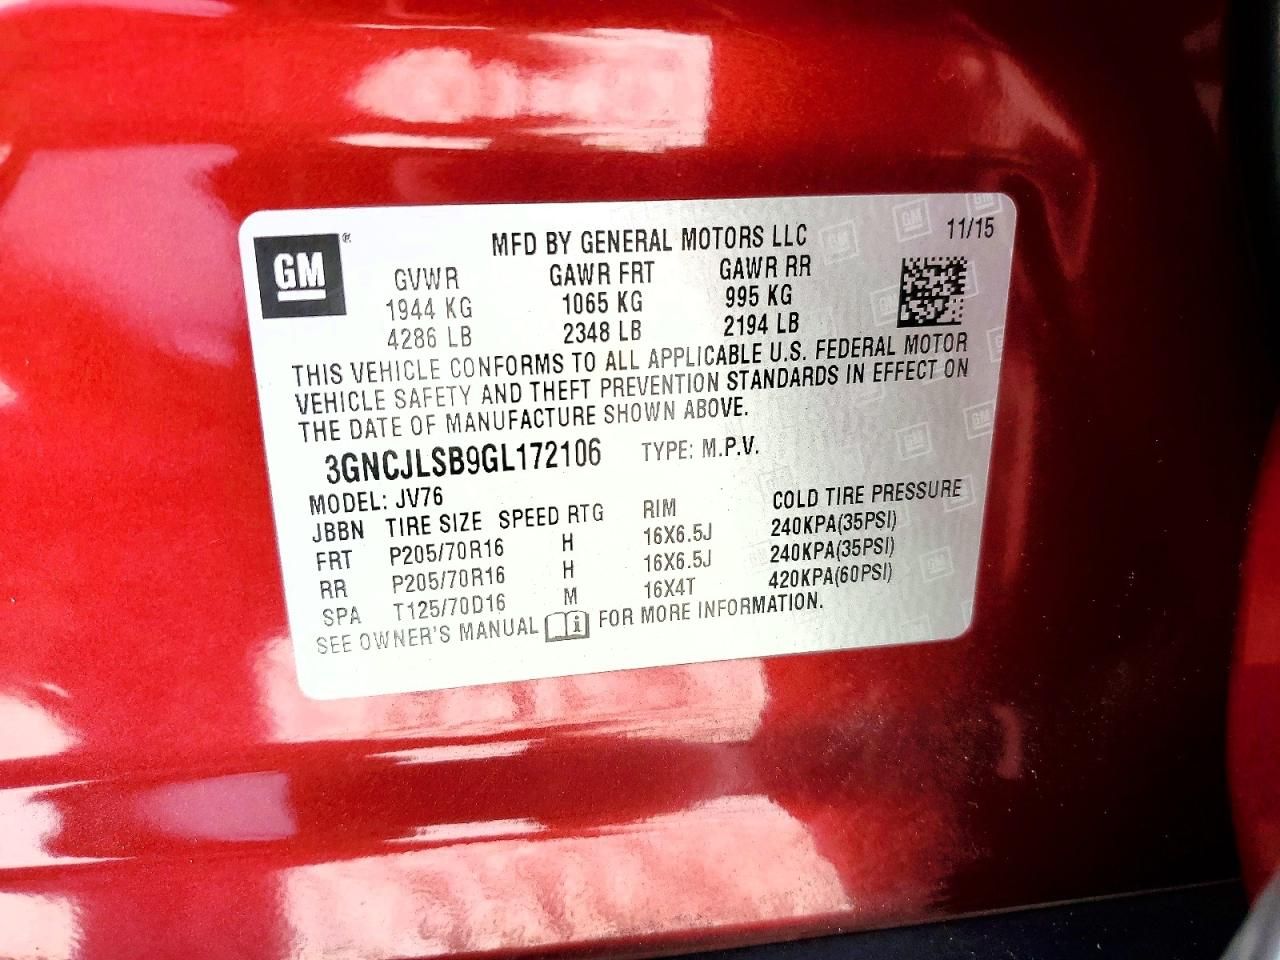 GM®
MFD BY GENERAL MOTORS LLC 11/15
GVWR GAWR FRT GAWR RR
1944 KG 1065 KG 995 KG
4286 LB 2348 LB 2194 LB
THIS VEHICLE CONFORMS TO ALL APPLICABLE U.S. FEDERAL MOTOR
VEHICLE SAFETY AND THEFT PREVENTION STANDARDS IN EFFECT ON
THE DATE OF MANUFACTURE SHOWN ABOVE.
3GNCJLSB9GL172106 TYPE: M.P.V.
MODEL: JV76
JBBN TIRE SIZE SPEED RTG RIM COLD TIRE PRESSURE
FRT P205/70R16 H 16X6.5J 240KPA(35PSI)
RR P205/70R16 H 16X6.5J 240KPA(35PSI)
SPA T125/70D16 M 16X4T 420KPA(60PSI)
SEE OWNER'S MANUAL i FOR MORE INFORMATION.